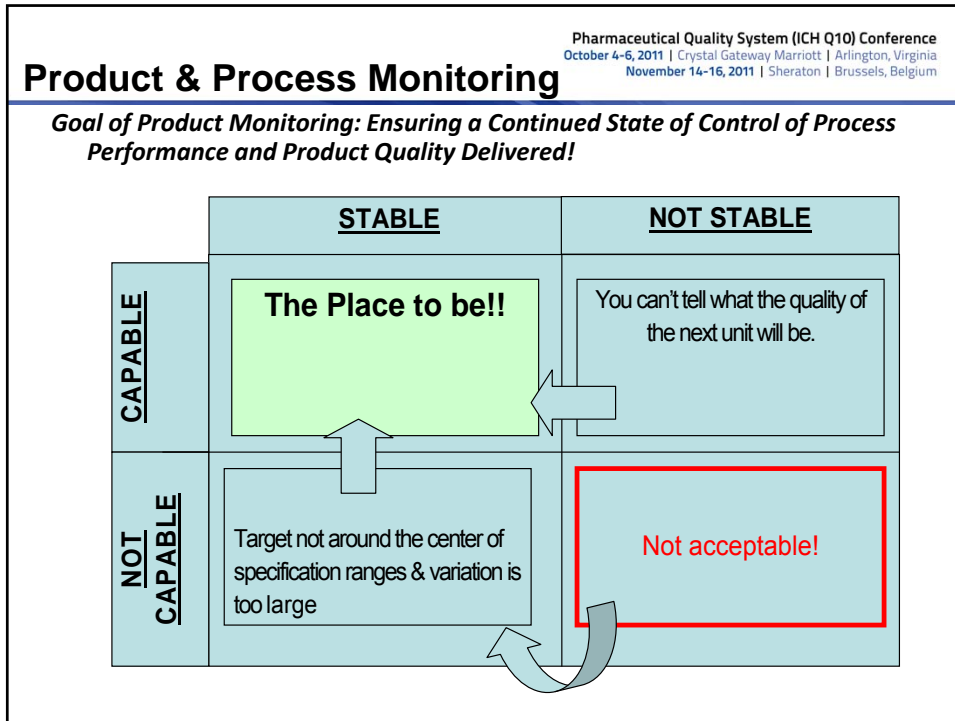 Pharmaceutical Quality System (ICH Q10) Conference
October 4-6, 2011 | Crystal Gateway Marriott | Arlington, Virginia
November 14-16, 2011 | Sheraton | Brussels, Belgium
Product & Process Monitoring
Goal of Product Monitoring: Ensuring a Continued State of Control of Process
Performance and Product Quality Delivered!
STABLE
NOT STABLE
CAPABLE
The Place to be!!
You can't tell what the quality of
the next unit will be.
NOT
CAPABLE
Target not around the center of
specification ranges & variation is
too large
Not acceptable!